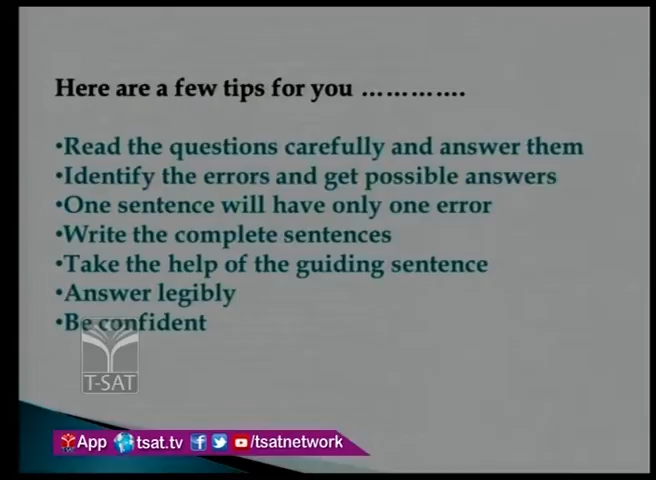 Here are a few tips for you ………….
•Read the questions carefully and answer them
•Identify the errors and get possible answers
•One sentence will have only one error
•Write the complete sentences
•Take the help of the guiding sentence
•Answer legibly
•Be confident
T-SAT
App tsat.tv /tsatnetwork